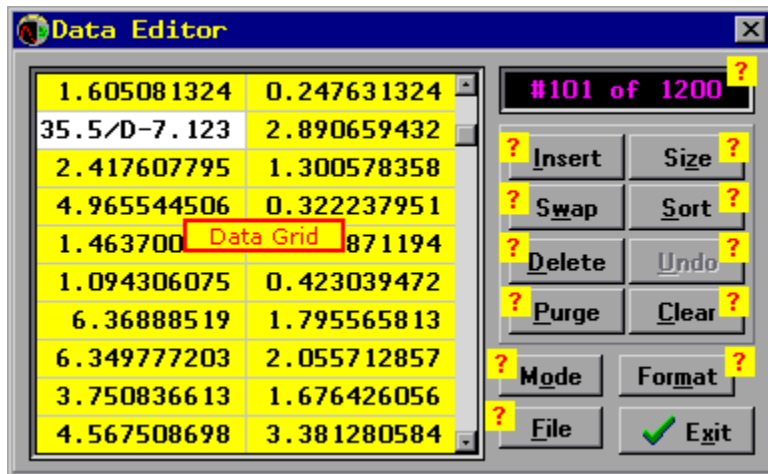 Data Editor
1.605081324 0.247631324
35.5/D-7.123 2.890659432
2.417607795 1.300578358
4.965544506 0.322237951
1.463700 Data Grid 871194
1.094306075 0.423039472
6.36888519 1.795565813
6.349777203 2.055712857
3.750836613 1.676426056
4.567508698 3.381280584
#101 of 1200 ?
? Insert Size ?
? Swap Sort ?
? Delete Undo ?
? Purge Clear ?
? Mode Format ?
? File Exit